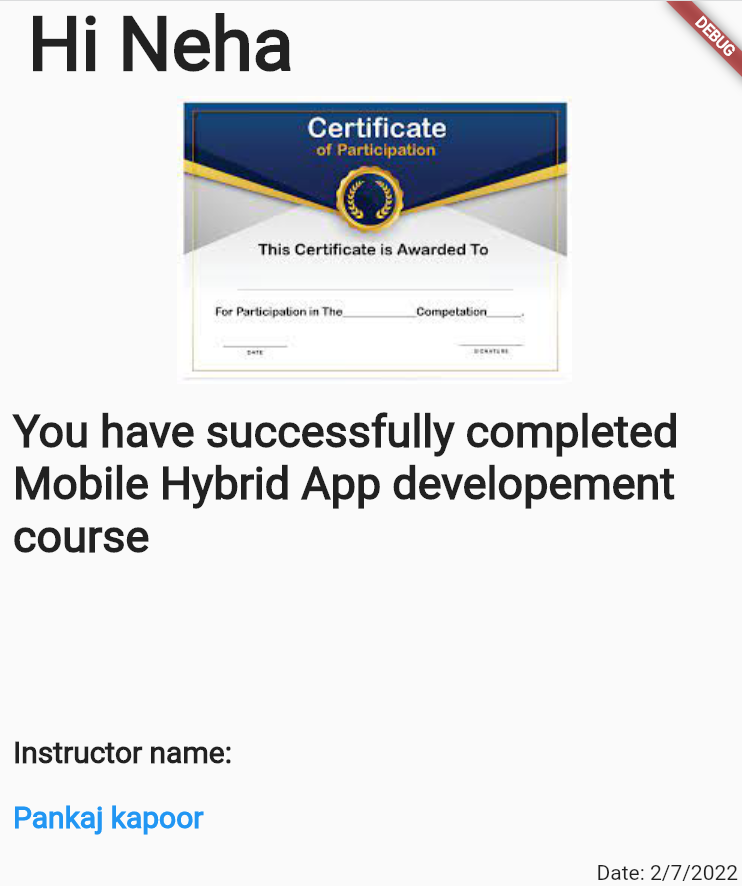 Hi Neha
DEBUG
Certificate
of Participation
This Certificate is Awarded To
For Participation in The____________Competation______.
DATE
SIGNATURE
You have successfully completed
Mobile Hybrid App developement
course
Instructor name:
Pankaj kapoor
Date: 2/7/2022